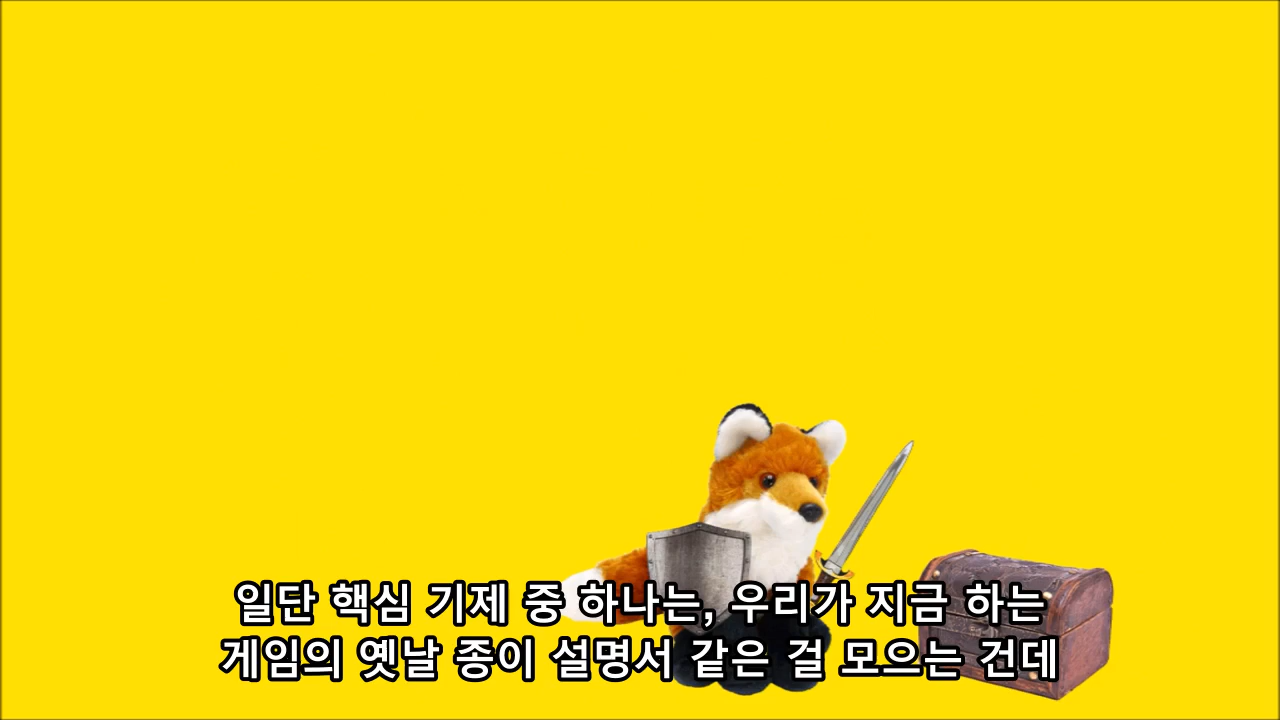 일단 핵심 기제 중 하나는, 우리가 지금 하는
게임의 옛날 종이 설명서 같은 걸 모으는 건데